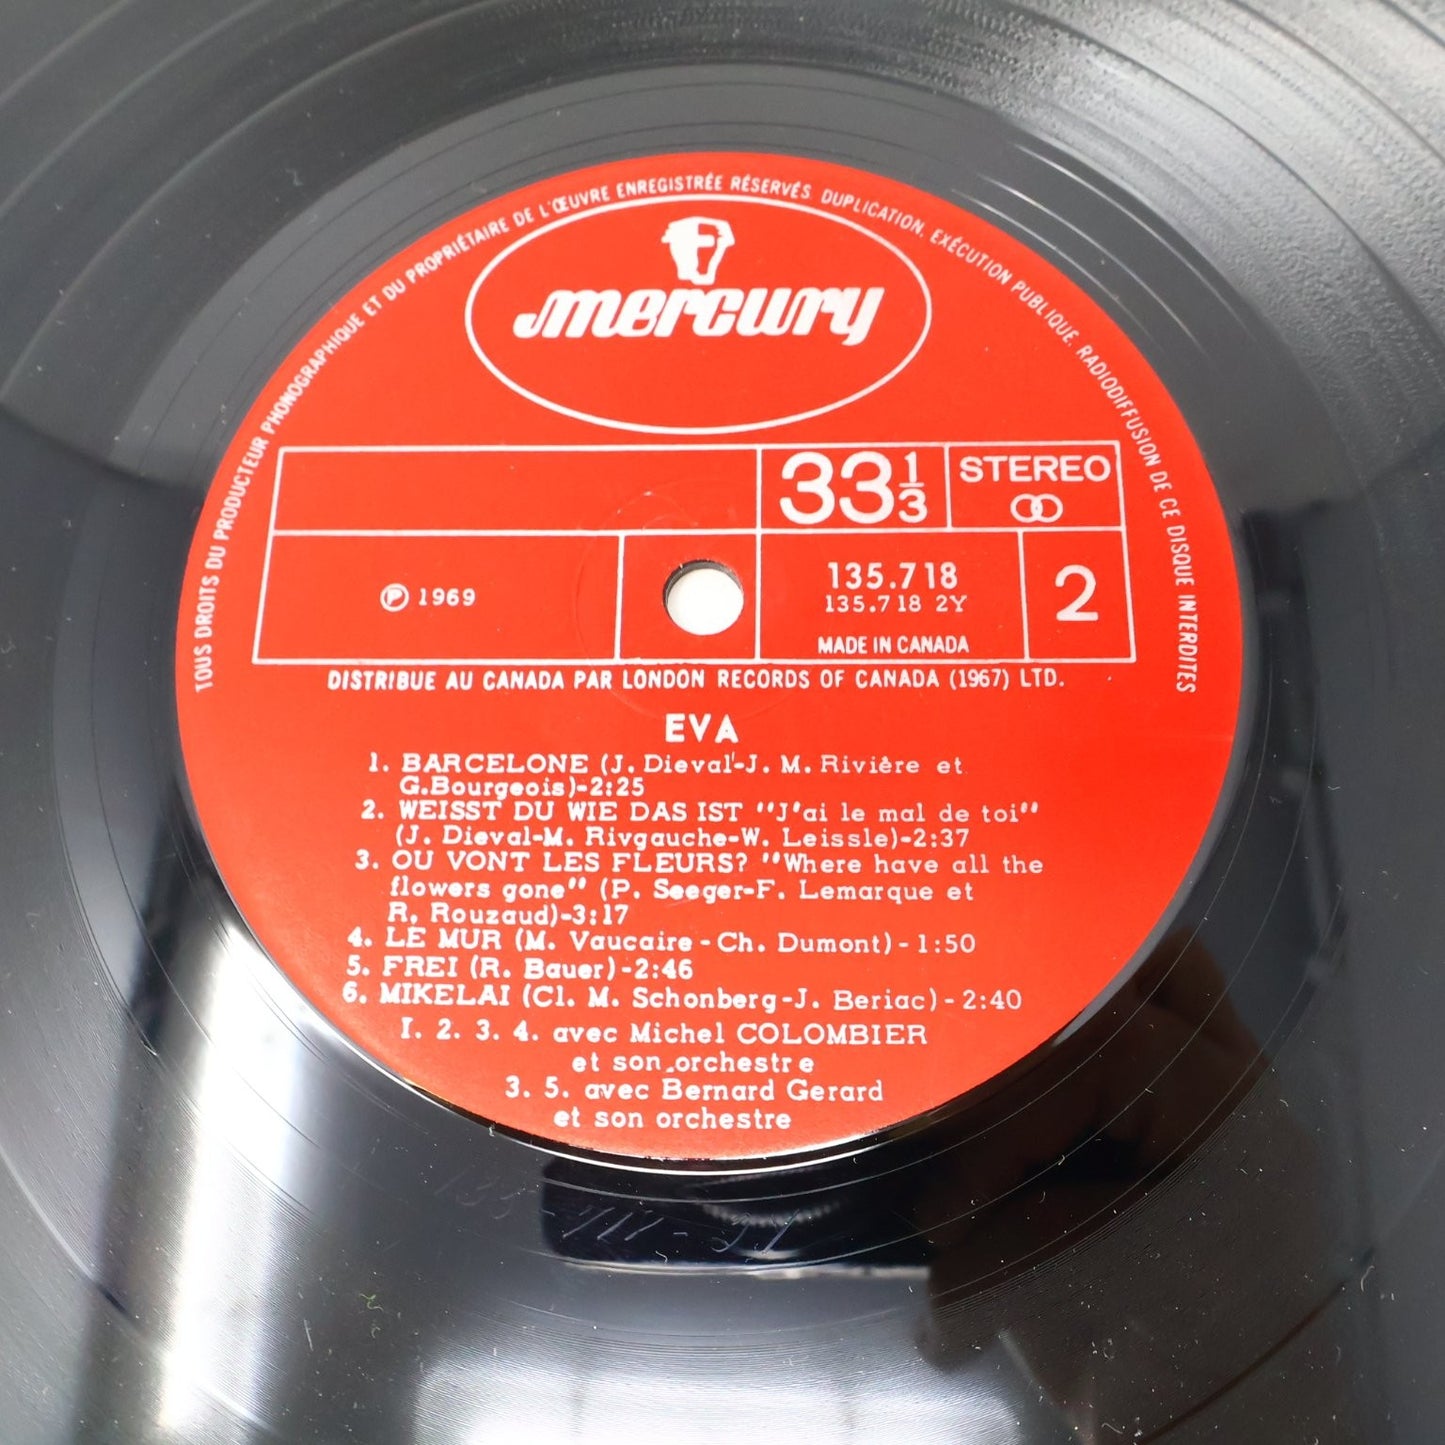 TOUS DROITS DU PRODUCTEUR PHONOGRAPHIQUE ET DU PROPRIÉTAIRE DE L'ŒUVRE ENREGISTRÉE RÉSERVÉS. DUPLICATION, EXÉCUTION PUBLIQUE, RADIODIFFUSION DE CE DISQUE INTERDITES
mercury
33 1/3
STEREO
℗ 1969
135.718
135.718 2Y
MADE IN CANADA
2
DISTRIBUE AU CANADA PAR LONDON RECORDS OF CANADA (1967) LTD.
EVA
1. BARCELONE (J. Dieval-J. M. Rivière et
G.Bourgeois)-2:25
2. WEISST DU WIE DAS IST "J'ai le mal de toi"
(J. Dieval-M. Rivgauche-W. Leissle)-2:37
3. OU VONT LES FLEURS? "Where have all the
flowers gone" (P. Seeger-F. Lemarque et
R. Rouzaud)-3:17
4. LE MUR (M. Vaucaire-Ch. Dumont)-1:50
5. FREI (R. Bauer)-2:46
6. MIKELAI (Cl. M. Schonberg-J. Beriac)-2:40
1. 2. 3. 4. avec Michel COLOMBIER
et son orchestre
3. 5. avec Bernard Gerard
et son orchestre